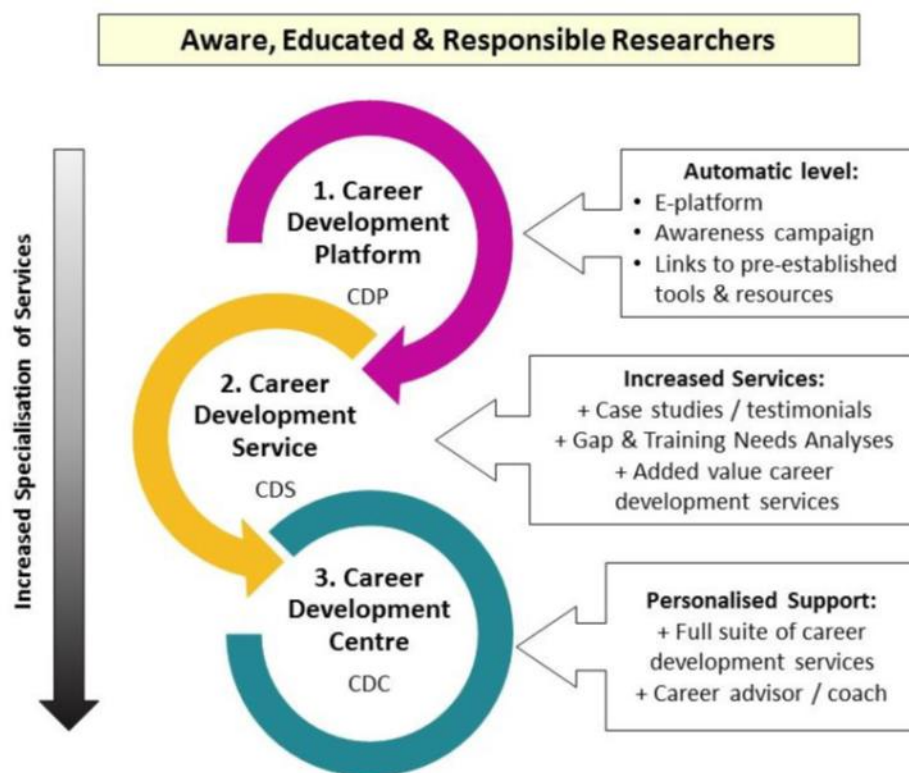 Aware, Educated & Responsible Researchers
Increased Specialisation of Services
1. Career
Development
Platform
CDP
Automatic level:
• E-platform
• Awareness campaign
• Links to pre-established
tools & resources
2. Career
Development
Service
CDS
Increased Services:
+ Case studies / testimonials
+ Gap & Training Needs Analyses
+ Added value career
development services
3. Career
Development
Centre
CDC
Personalised Support:
+ Full suite of career
development services
+ Career advisor / coach